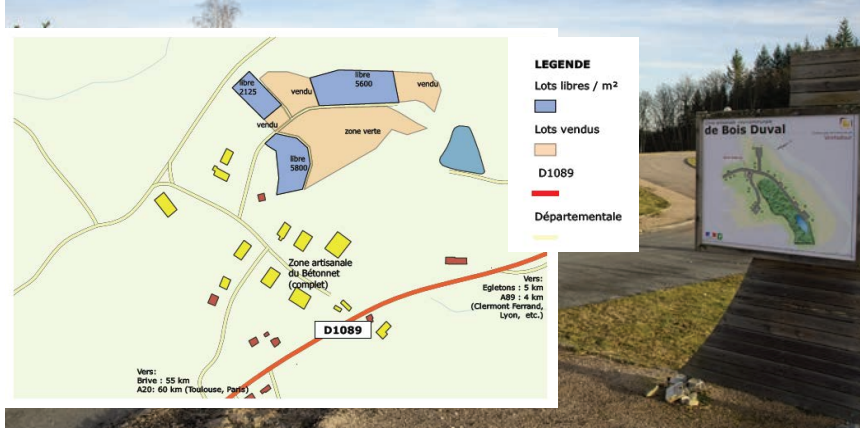 libre
2125
vendu
libre
5600
vendu
vendu
zone verte
libre
5800
Zone artisanale
du Bétonnet
(complet)
Vers:
Egletons : 5 km
A89 : 4 km
(Clermont Ferrand,
Lyon, etc.)
D1089
Vers:
Brive : 55 km
A20: 60 km (Toulouse, Paris)
LEGENDE
Lots libres / m²
Lots vendus
D1089
Départementale
de Bois Duval